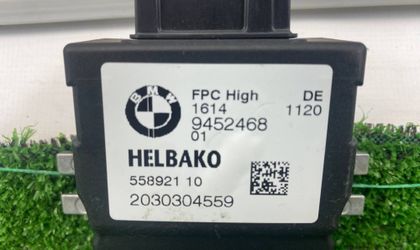 BMW
FPC High DE
1614 1120
9452468
01
HELBAKO
558921 10
2030304559